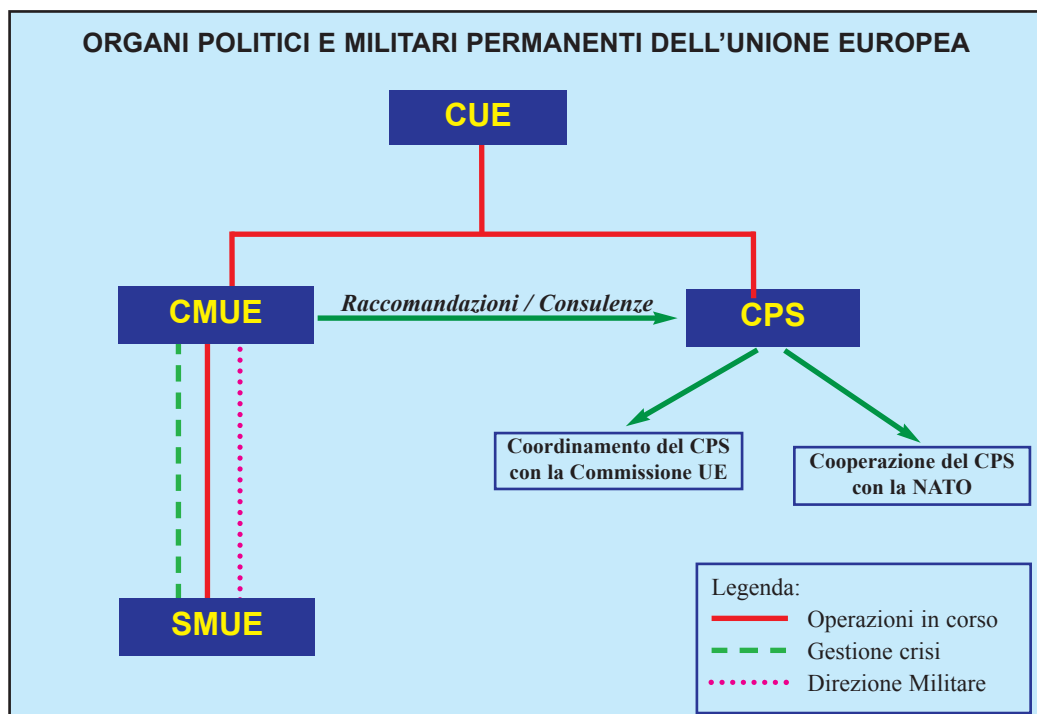 ORGANI POLITICI E MILITARI PERMANENTI DELL'UNIONE EUROPEA
CUE
CMUE
Raccomandazioni / Consulenze
CPS
Coordinamento del CPS
con la Commissione UE
Cooperazione del CPS
con la NATO
SMUE
Legenda:
Operazioni in corso
Gestione crisi
Direzione Militare